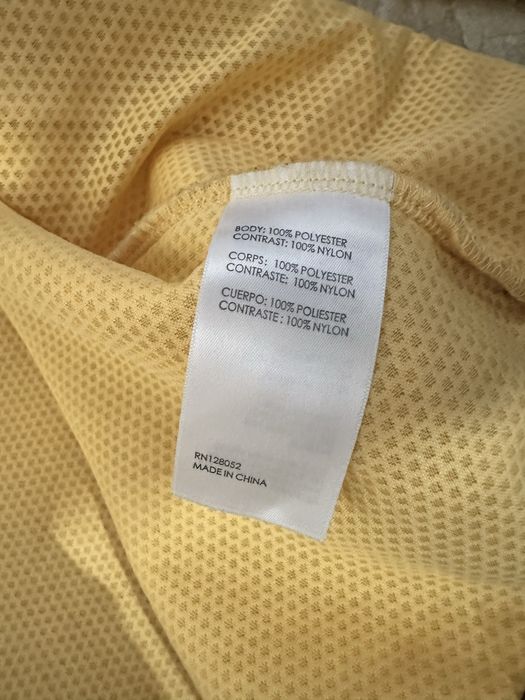 BODY: 100% POLYESTER
CONTRAST: 100% NYLON
CORPS: 100% POLYESTER
CONTRASTE: 100% NYLON
CUERPO: 100% POLIESTER
CONTRASTE: 100% NYLON
RN128052
MADE IN CHINA